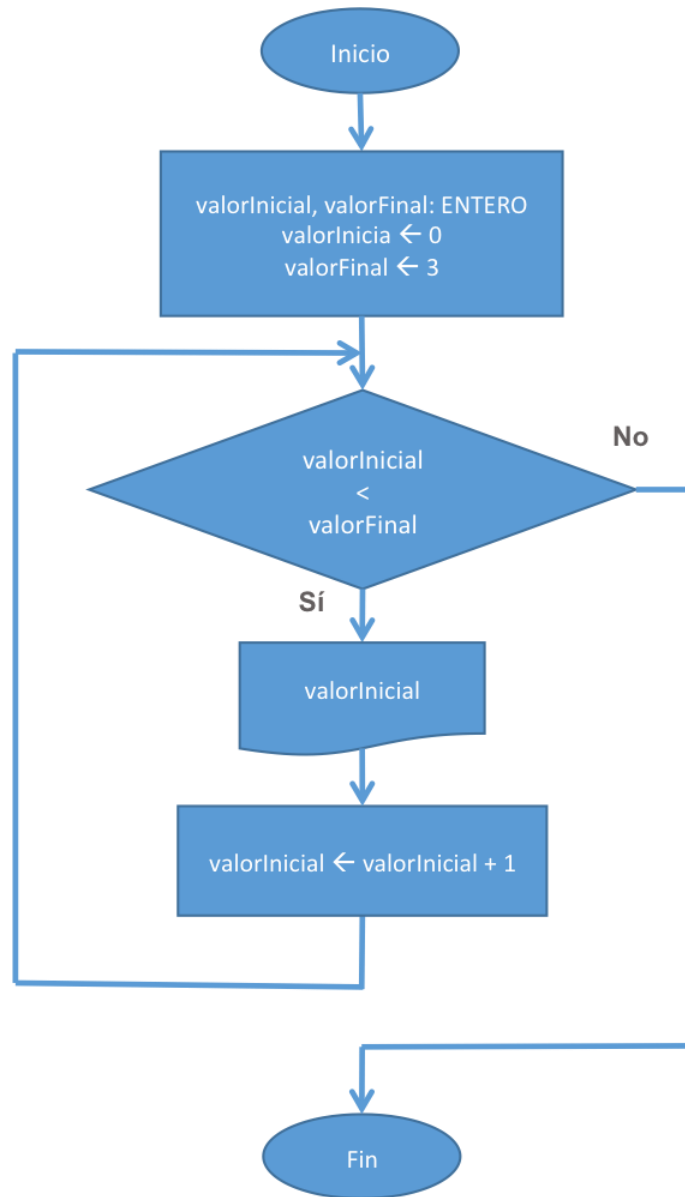 Inicio
valorInicial, valorFinal: ENTERO
valorInicia ← 0
valorFinal ← 3
valorInicial
<
valorFinal
No
Sí
valorInicial
valorInicial ← valorInicial + 1
Fin